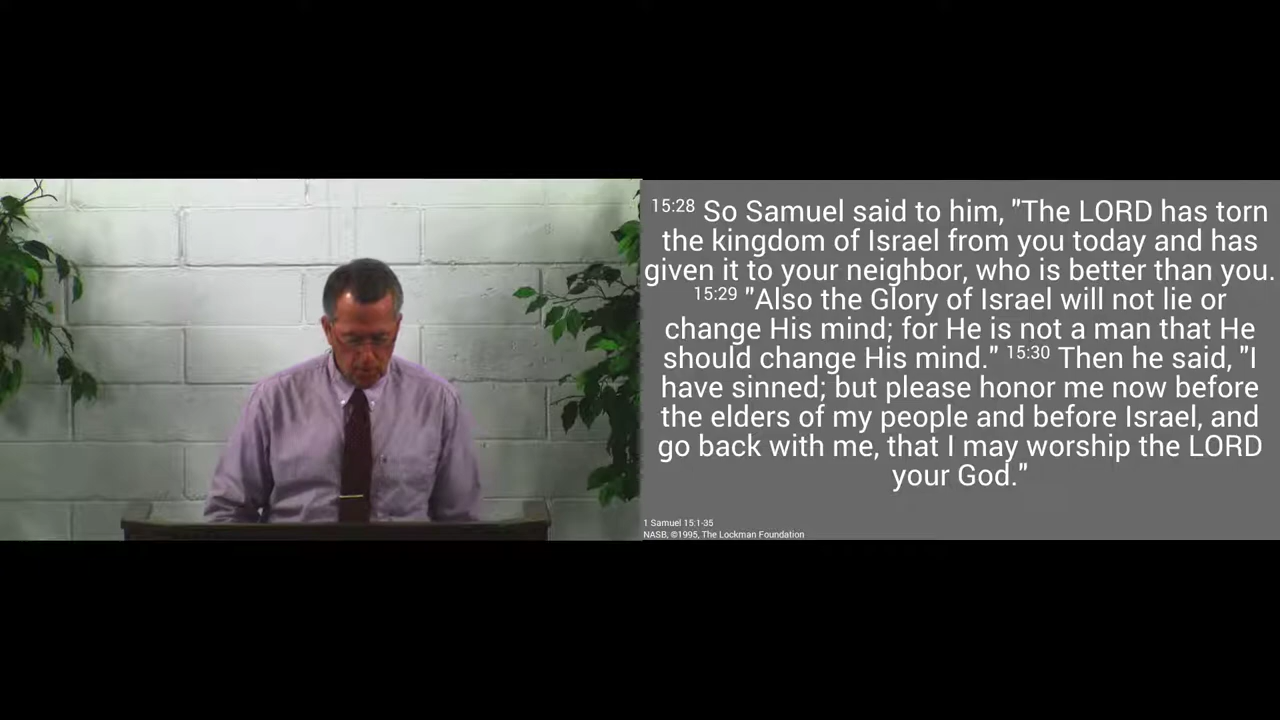 15:28 So Samuel said to him, "The LORD has torn
the kingdom of Israel from you today and has
given it to your neighbor, who is better than you.
15:29 "Also the Glory of Israel will not lie or
change His mind; for He is not a man that He
should change His mind." 15:30 Then he said, "I
have sinned; but please honor me now before
the elders of my people and before Israel, and
go back with me, that I may worship the LORD
your God."
1 Samuel 15:1-35
NASB, ©1995, The Lockman Foundation